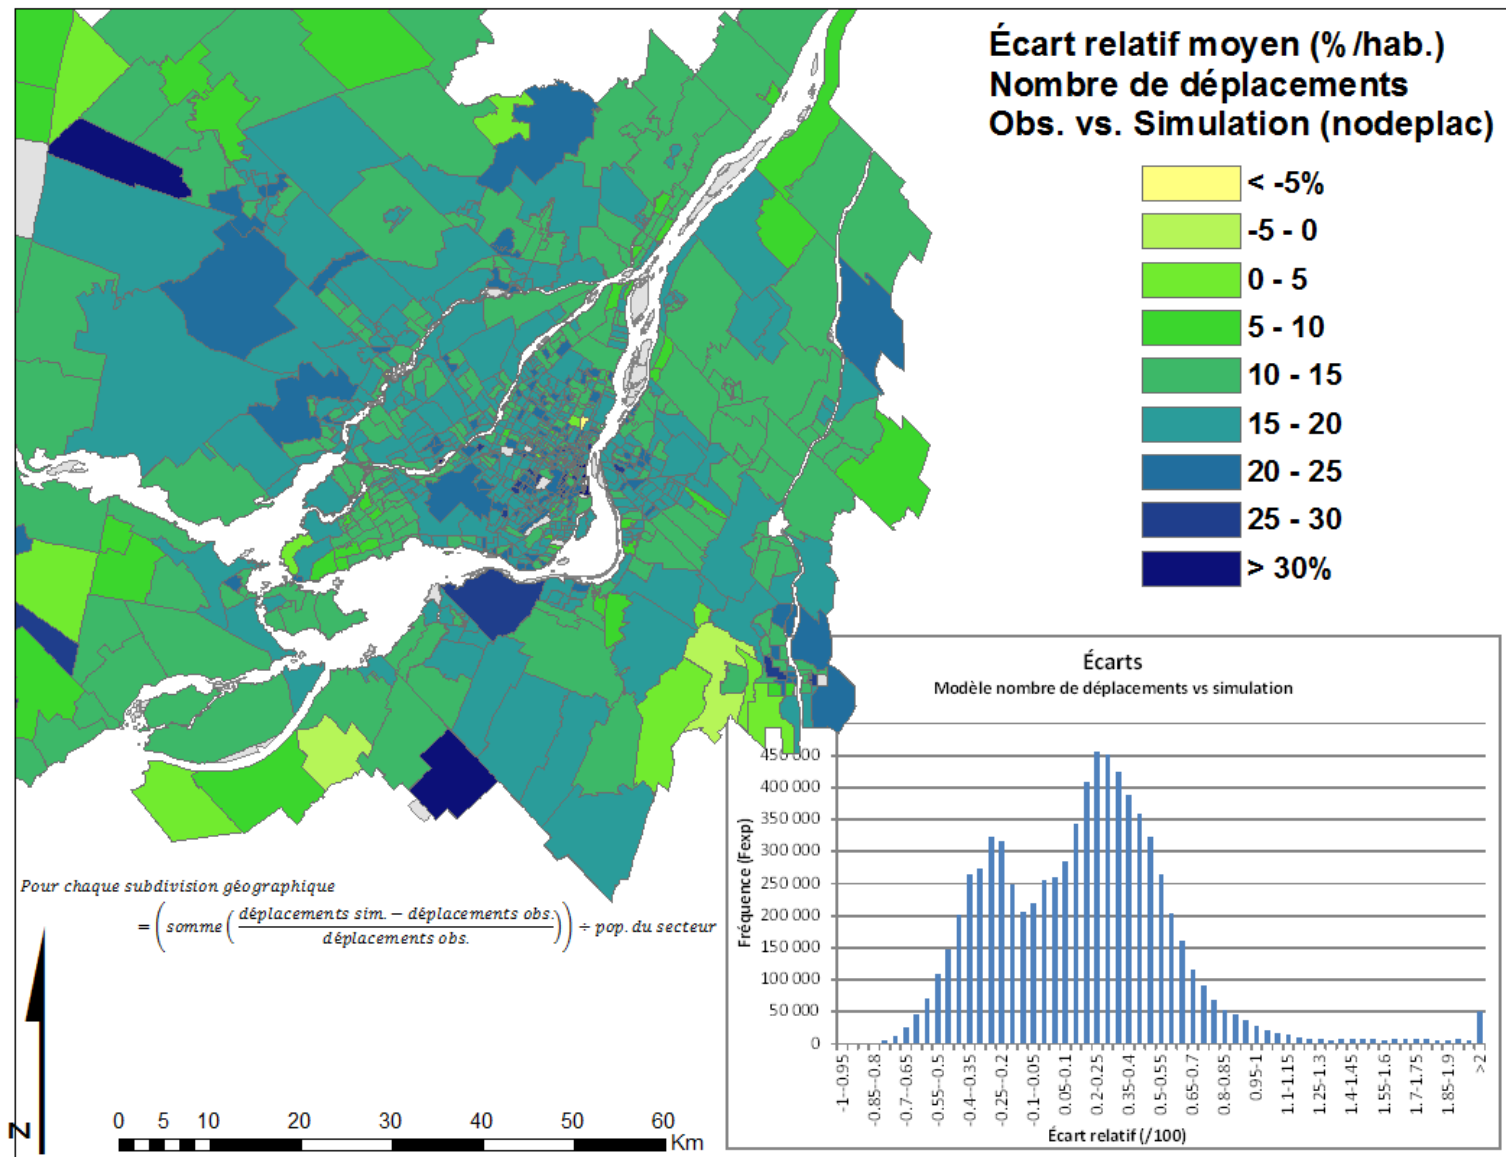 Écart relatif moyen (% /hab.)
Nombre de déplacements
Obs. vs. Simulation (nodeplac)
< -5%
-5 - 0
0 - 5
5 - 10
10 - 15
15 - 20
20 - 25
25 - 30
> 30%
Pour chaque subdivision géographique
= (somme(déplacements sim. − déplacements obs.
déplacements obs.)) ÷ pop. du secteur
Z
0 5 10 20 30 40 50 60
Km
Écarts
Modèle nombre de déplacements vs simulation
Fréquence (Fexp)
450 000
400 000
350 000
300 000
250 000
200 000
150 000
100 000
50 000
0
-1--0.95
-0.85--0.8
-0.7--0.65
-0.55--0.5
-0.4--0.35
-0.25--0.2
-0.1--0.05
0.05-0.1
0.2-0.25
0.35-0.4
0.5-0.55
0.65-0.7
0.8-0.85
0.95-1
1.1-1.15
1.25-1.3
1.4-1.45
1.55-1.6
1.7-1.75
1.85-1.9
>2
Écart relatif (/100)